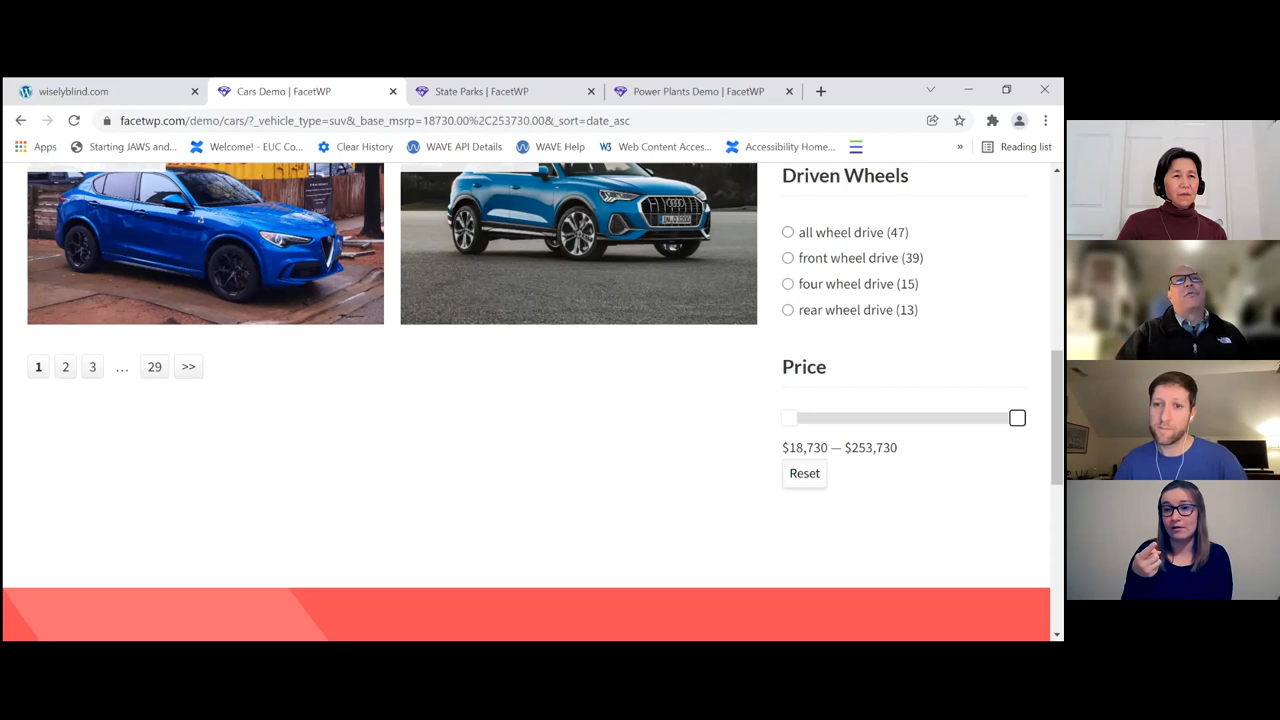 wiselyblind.com
Cars Demo | FacetWP
State Parks | FacetWP
Power Plants Demo | FacetWP
facetwp.com/demo/cars/?_vehicle_type=suv&_base_msrp=18730.00%2C253730.00&_sort=date_asc
Apps
Starting JAWS and...
Welcome! - EUC Co...
Clear History
WAVE API Details
WAVE Help
W3
Web Content Acces...
Accessibility Home...
»
Reading list
Driven Wheels
all wheel drive (47)
front wheel drive (39)
four wheel drive (15)
rear wheel drive (13)
1 2 3 … 29 >>
Price
$18,730 — $253,730
Reset